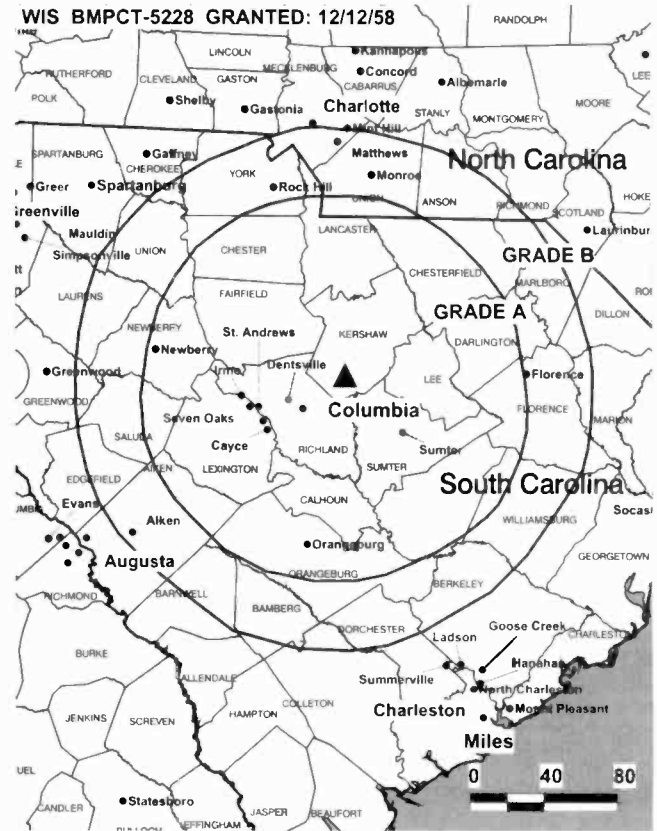 WIS BMPCT-5228 GRANTED: 12/12/58
RANDOLPH
LINCOLN
Kannapolis
MECKLENBURG
RUTHERFORD
CLEVELAND
GASTON
Concord
CABARRUS
Albemarle
LEE
POLK
Shelby
Gastonia
Charlotte
STANLY
MONTGOMERY
MOORE
Mint Hill
SPARTANBURG
Gaffney
CHEROKEE
YORK
Matthews
North Carolina
Greer
Spartanburg
Rock Hill
Monroe
UNION
ANSON
RICHMOND
SCOTLAND
HOKE
Greenville
Mauldin
Simpsonville
UNION
CHESTER
LANCASTER
Laurinbur
GRADE B
CHESTERFIELD
MARLBORO
LAURENS
FAIRFIELD
GRADE A
DILLON
NEWBERRY
St. Andrews
KERSHAW
DARLINGTON
Newberry
Irmo
Dentsville
Greenwood
LEE
Florence
GREENWOOD
Columbia
FLORENCE
Seven Oaks
MARION
SALUDA
Cayce
RICHLAND
Sumter
AIKEN
LEXINGTON
SUMTER
EDGEFIELD
CALHOUN
South Carolina
Evans
Aiken
WILLIAMSBURG
Socas
Orangeburg
Augusta
ORANGEBURG
GEORGETOWN
RICHMOND
BARNWELL
BERKELEY
BAMBERG
DORCHESTER
Goose Creek
CHARLESTON
BURKE
Ladson
Hanahan
ALLENDALE
Summerville
North Charleston
COLLETON
HAMPTON
Charleston
Mount Pleasant
JENKINS
SCREVEN
Miles
UEL
0 40 80
CANDLER
Statesboro
JASPER
BEAUFORT
EFFINGHAM